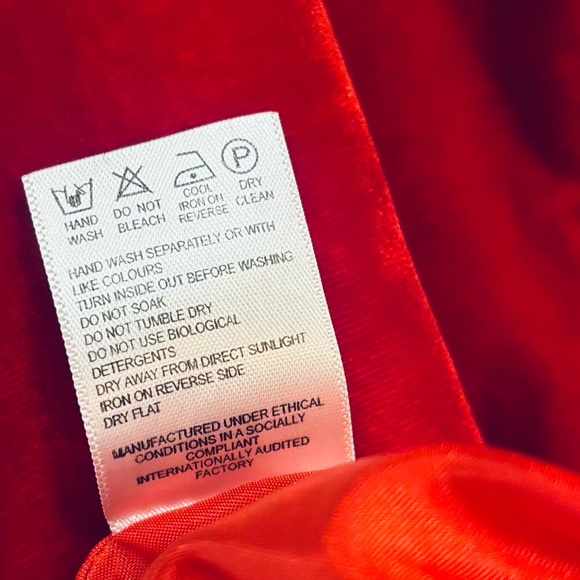 HAND WASH
DO NOT BLEACH
COOL IRON ON REVERSE
P
DRY CLEAN
HAND WASH SEPARATELY OR WITH
LIKE COLOURS
TURN INSIDE OUT BEFORE WASHING
DO NOT SOAK
DO NOT TUMBLE DRY
DO NOT USE BIOLOGICAL
DETERGENTS
DRY AWAY FROM DIRECT SUNLIGHT
IRON ON REVERSE SIDE
DRY FLAT
MANUFACTURED UNDER ETHICAL
CONDITIONS IN A SOCIALLY
COMPLIANT
INTERNATIONALLY AUDITED
FACTORY